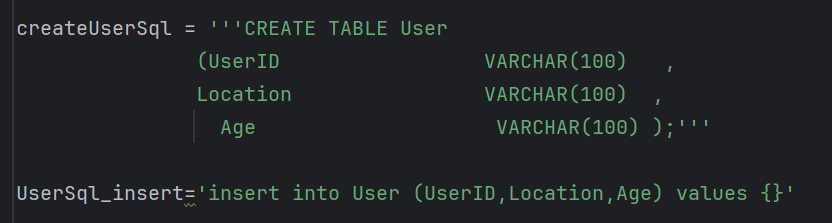 createUserSql = '''CREATE TABLE User
(UserID VARCHAR(100) ,
Location VARCHAR(100) ,
Age VARCHAR(100) );'''
UserSql_insert='insert into User (UserID,Location,Age) values {}'